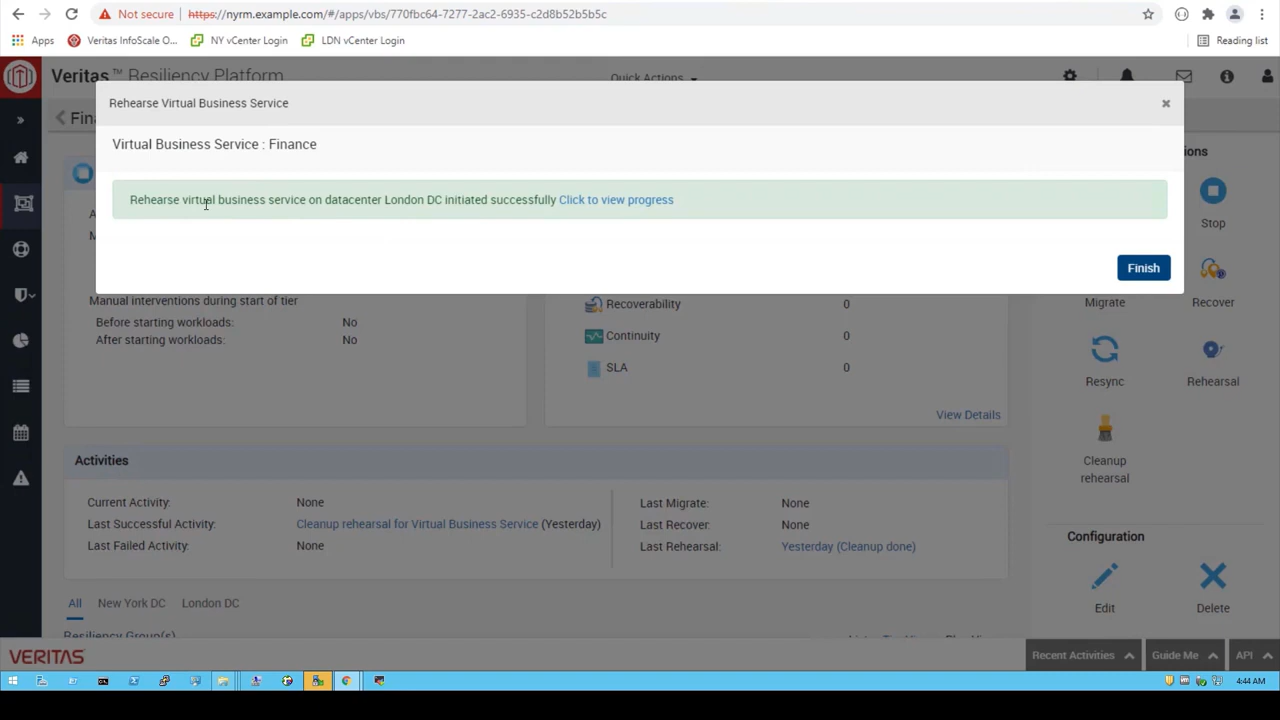 Not secure
https://nyrm.example.com/#/apps/vbs/770fbc64-7277-2ac2-6935-c2d8b52b5b5c
Apps
Veritas InfoScale O...
NY vCenter Login
LDN vCenter Login
Reading list
Veritas™ Resiliency Platform
Quick Actions
Rehearse Virtual Business Service
Virtual Business Service : Finance
Rehearse virtual business service on datacenter London DC initiated successfully Click to view progress
Finish
Stop
Manual interventions during start of tier
Before starting workloads: No
After starting workloads: No
Recoverability 0
Continuity 0
SLA 0
View Details
Migrate
Recover
Resync
Rehearsal
Cleanup
rehearsal
Activities
Current Activity: None
Last Successful Activity: Cleanup rehearsal for Virtual Business Service (Yesterday)
Last Failed Activity: None
Last Migrate: None
Last Recover: None
Last Rehearsal: Yesterday (Cleanup done)
Configuration
Edit
Delete
All
New York DC
London DC
Resiliency Group(s)
VERITAS
Recent Activities
Guide Me
API
4:44 AM